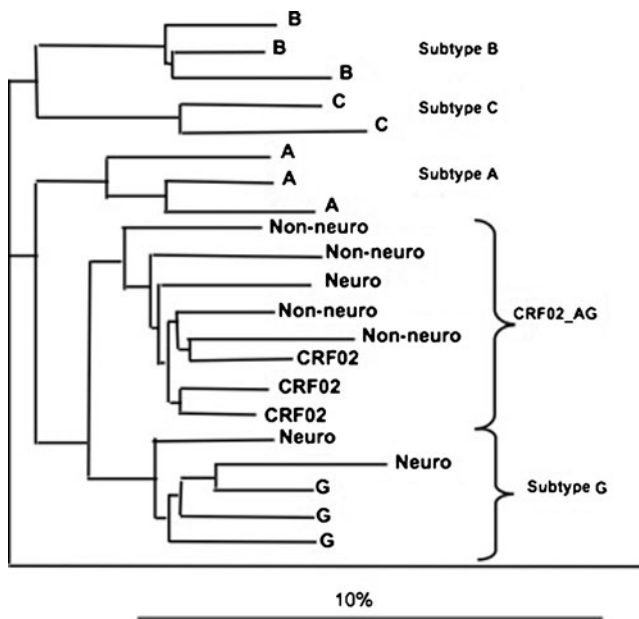 B
B
Subtype B
B
C
Subtype C
C
A
A
Subtype A
A
Non-neuro
Non-neuro
Neuro
Non-neuro
CRF02_AG
Non-neuro
CRF02
CRF02
CRF02
Neuro
Neuro
G
Subtype G
G
G
10%